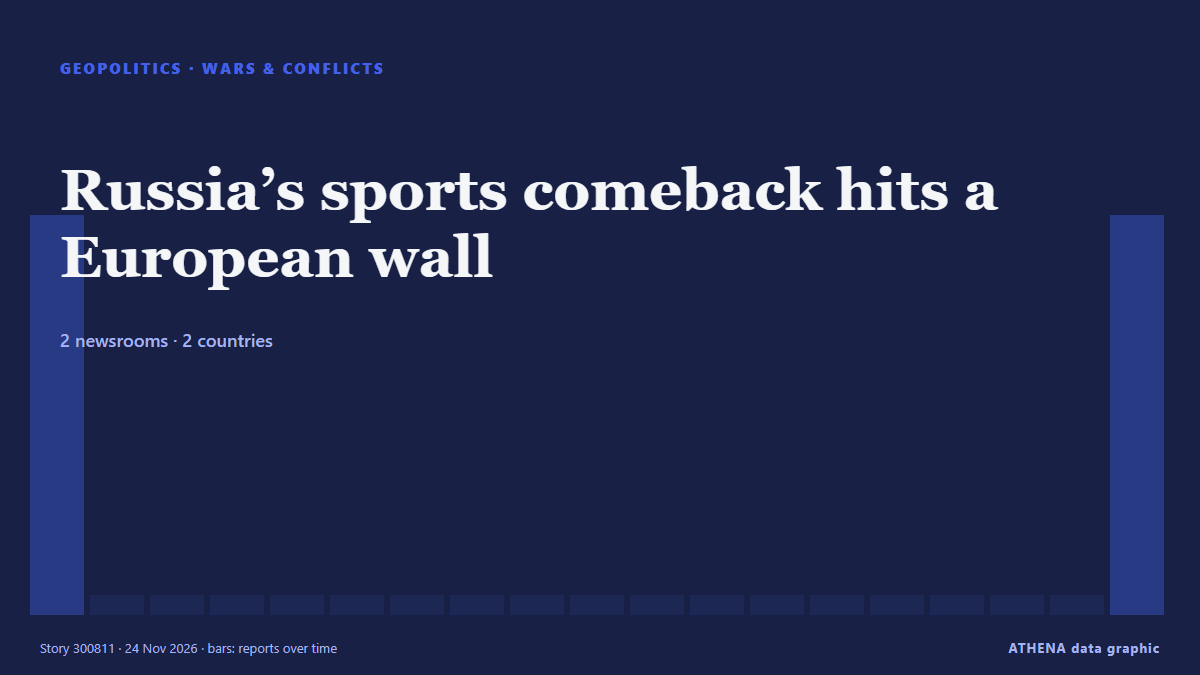 GEOPOLITICS · WARS & CONFLICTS
Russia’s sports comeback hits a
European wall
2 newsrooms · 2 countries
Story 300811 · 24 Nov 2026 · bars: reports over time
ATHENA data graphic